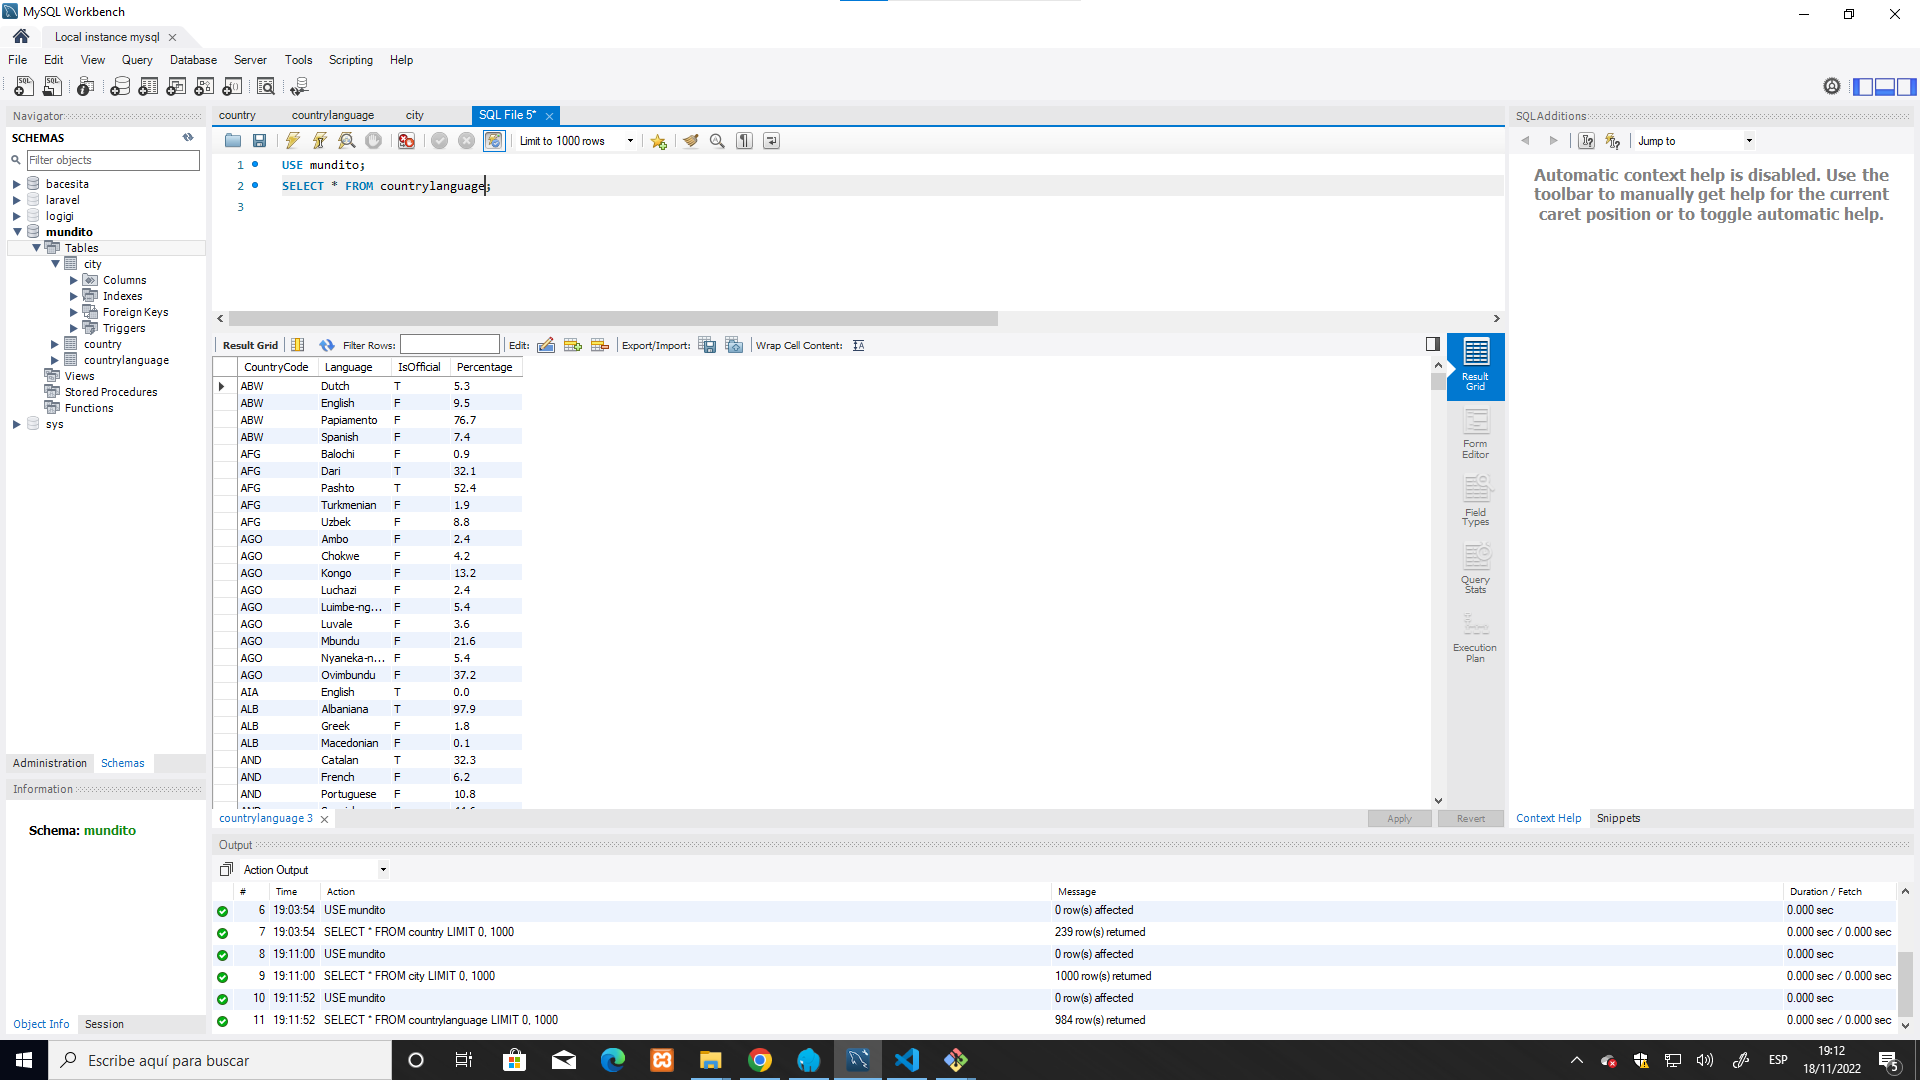 MySQL Workbench
Local instance mysql
File Edit View Query Database Server Tools Scripting Help
Navigator
SCHEMAS
Filter objects
bacesita
laravel
logigi
mundito
Tables
city
Columns
Indexes
Foreign Keys
Triggers
country
countrylanguage
Views
Stored Procedures
Functions
sys
Administration Schemas
Information
Schema: mundito
Object Info Session
country countrylanguage city SQL File 5*
Limit to 1000 rows
1 USE mundito;
2 SELECT * FROM countrylanguage;
3
Result Grid Filter Rows: Edit: Export/Import: Wrap Cell Content:
CountryCode Language IsOfficial Percentage
ABW Dutch T 5.3
ABW English F 9.5
ABW Papiamento F 76.7
ABW Spanish F 7.4
AFG Balochi F 0.9
AFG Dari T 32.1
AFG Pashto T 52.4
AFG Turkmenian F 1.9
AFG Uzbek F 8.8
AGO Ambo F 2.4
AGO Chokwe F 4.2
AGO Kongo F 13.2
AGO Luchazi F 2.4
AGO Luimbe-ng... F 5.4
AGO Luvale F 3.6
AGO Mbundu F 21.6
AGO Nyaneka-n... F 5.4
AGO Ovimbundu F 37.2
AIA English T 0.0
ALB Albaniana T 97.9
ALB Greek F 1.8
ALB Macedonian F 0.1
AND Catalan T 32.3
AND French F 6.2
AND Portuguese F 10.8
Result Grid
Form Editor
Field Types
Query Stats
Execution Plan
countrylanguage 3
Apply Revert
SQLAdditions
Jump to
Automatic context help is disabled. Use the
toolbar to manually get help for the current
caret position or to toggle automatic help.
Context Help Snippets
Output
Action Output
# Time Action Message Duration / Fetch
6 19:03:54 USE mundito 0 row(s) affected 0.000 sec
7 19:03:54 SELECT * FROM country LIMIT 0, 1000 239 row(s) returned 0.000 sec / 0.000 sec
8 19:11:00 USE mundito 0 row(s) affected 0.000 sec
9 19:11:00 SELECT * FROM city LIMIT 0, 1000 1000 row(s) returned 0.000 sec / 0.000 sec
10 19:11:52 USE mundito 0 row(s) affected 0.000 sec
11 19:11:52 SELECT * FROM countrylanguage LIMIT 0, 1000 984 row(s) returned 0.000 sec / 0.000 sec
Escribe aquí para buscar
ESP
19:12
18/11/2022
5